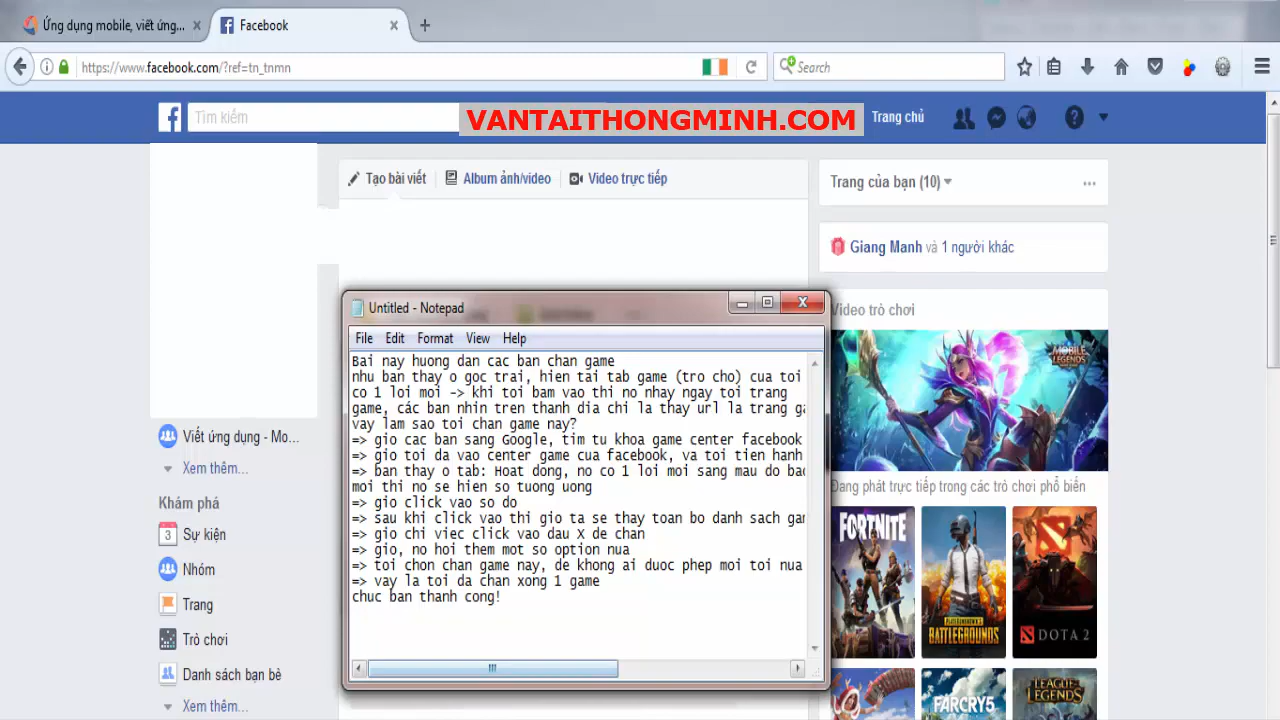 Ứng dụng mobile, viết ứng...
Facebook
https://www.facebook.com/?ref=tn_tnmn
Search
Tìm kiếm
VANTAITHONGMINH.COM
Trang chủ
Tạo bài viết
Album ảnh/video
Video trực tiếp
Trang của bạn (10)
Giang Manh và 1 người khác
Video trò chơi
MOBILE LEGENDS
Đang phát trực tiếp trong các trò chơi phổ biến
FORTNITE
PLAYERUNKNOWN'S
BATTLEGROUNDS
DOTA 2
FARCRY5
LEAGUE of LEGENDS
Untitled - Notepad
File Edit Format View Help
Bai nay huong dan cac ban chan game
nhu ban thay o goc trai, hien tai tab game (tro cho) cua toi
co 1 loi moi -> khi toi bam vao thi no nhay ngay toi trang
game, các ban nhin tren thanh dia chi la thay url la trang ga
vay lam sao toi chan game nay?
=> gio cac ban sang Google, tim tu khoa game center facebook
=> gio toi da vao center game cua facebook, va toi tien hanh
=> ban thay o tab: Hoat dong, no co 1 loi moi sang mau do bao
moi thi no se hien so tuong uong
=> gio click vao so do
=> sau khi click vao thi gio ta se thay toan bo danh sach gam
=> gio chi viec click vao dau X de chan
=> gio, no hoi them mot so option nua
=> toi chon chan game nay, de khong ai duoc phep moi toi nua
=> vay la toi da chan xong 1 game
chuc ban thanh cong!
Viết ứng dụng - Mo...
Xem thêm...
Khám phá
3
Sự kiện
Nhóm
Trang
Trò chơi
Danh sách bạn bè
Xem thêm...